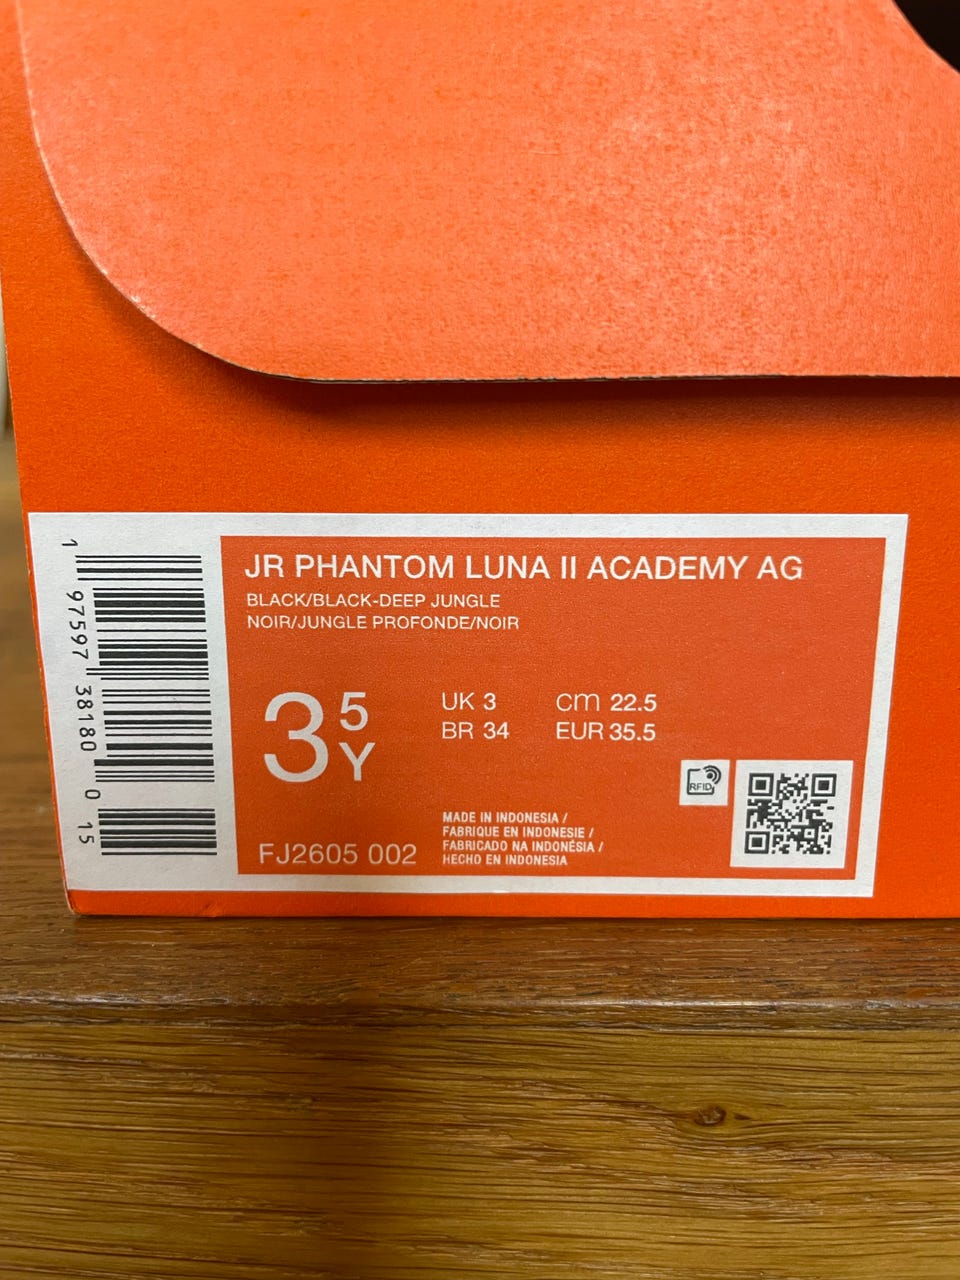 JR PHANTOM LUNA II ACADEMY AG
BLACK/BLACK-DEEP JUNGLE
NOIR/JUNGLE PROFONDE/NOIR
3 5 Y
UK 3
cm 22.5
BR 34
EUR 35.5
RFID
MADE IN INDONESIA /
FABRIQUE EN INDONESIE /
FABRICADO NA INDONÉSIA /
HECHO EN INDONESIA
FJ2605 002
1 97597 38180 0 15